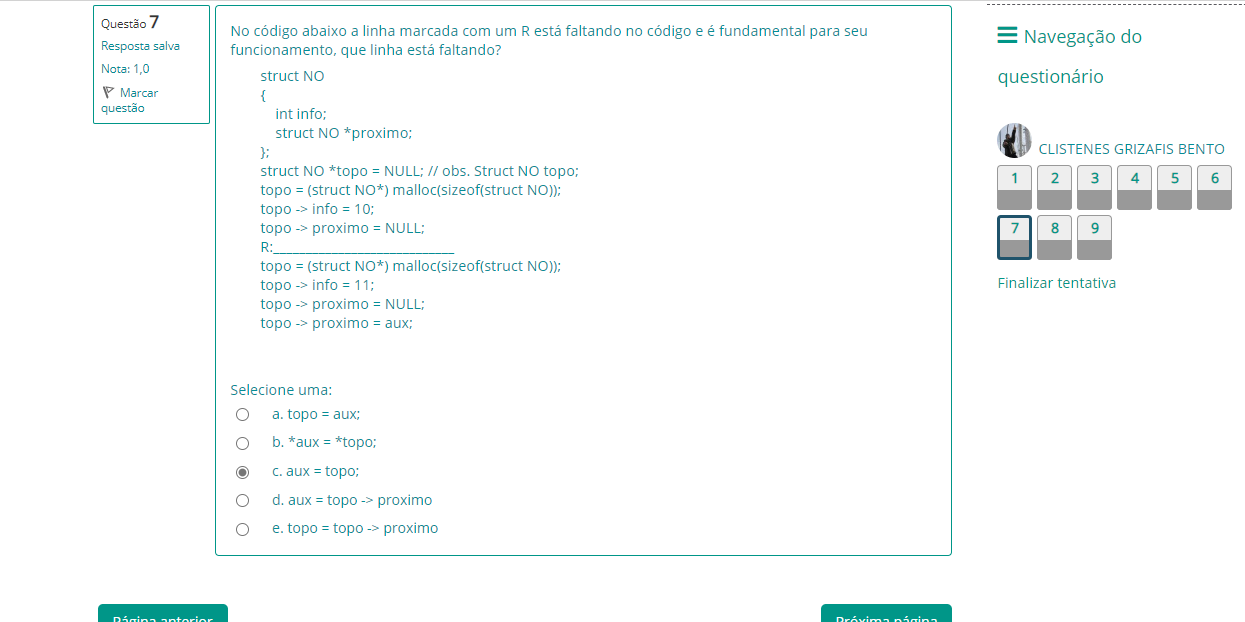 Questão 7
Resposta salva
Nota: 1,0
Marcar
questão
No código abaixo a linha marcada com um R está faltando no código e é fundamental para seu
funcionamento, que linha está faltando?
struct NO
{
int info;
struct NO *proximo;
};
struct NO *topo = NULL; // obs. Struct NO topo;
topo = (struct NO*) malloc(sizeof(struct NO));
topo -> info = 10;
topo -> proximo = NULL;
R:____________________________
topo = (struct NO*) malloc(sizeof(struct NO));
topo -> info = 11;
topo -> proximo = NULL;
topo -> proximo = aux;
Selecione uma:
a. topo = aux;
b. *aux = *topo;
c. aux = topo;
d. aux = topo -> proximo
e. topo = topo -> proximo
Página anterior
Próxima página
Navegação do
questionário
CLISTENES GRIZAFIS BENTO
1 2 3 4 5 6
7 8 9
Finalizar tentativa